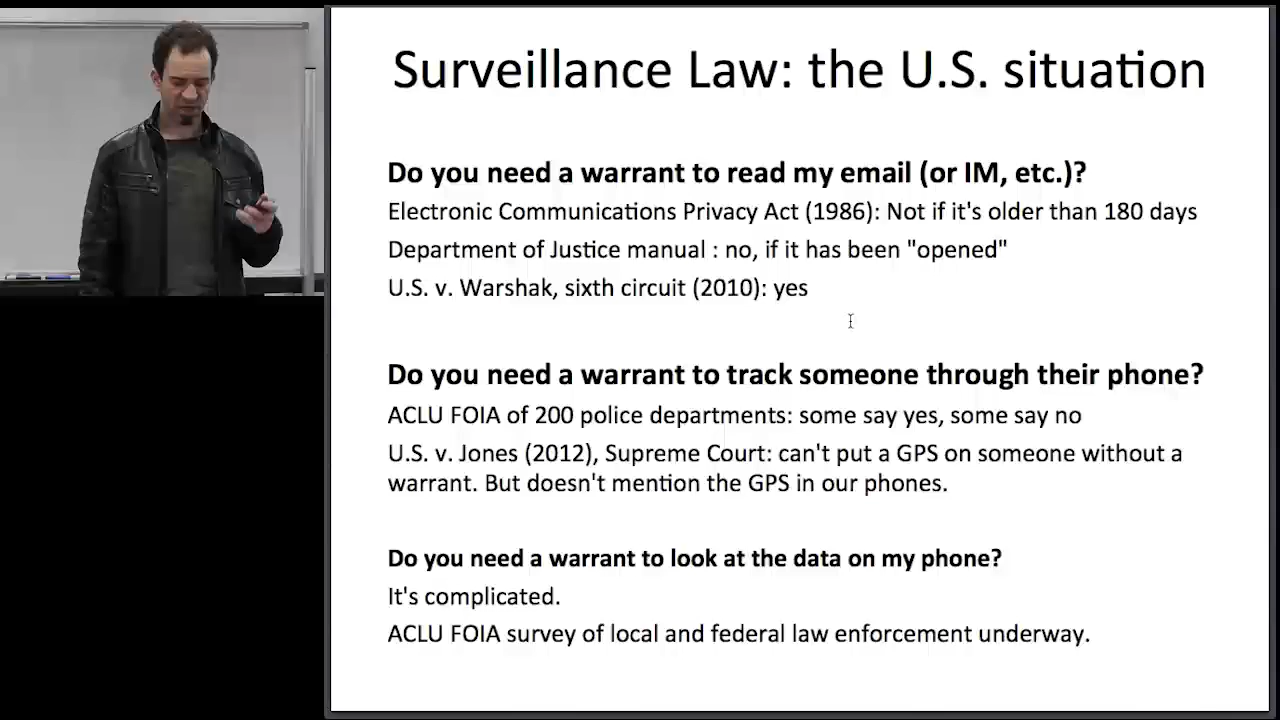 Surveillance Law: the U.S. situation
Do you need a warrant to read my email (or IM, etc.)?
Electronic Communications Privacy Act (1986): Not if it's older than 180 days
Department of Justice manual : no, if it has been "opened"
U.S. v. Warshak, sixth circuit (2010): yes
Do you need a warrant to track someone through their phone?
ACLU FOIA of 200 police departments: some say yes, some say no
U.S. v. Jones (2012), Supreme Court: can't put a GPS on someone without a
warrant. But doesn't mention the GPS in our phones.
Do you need a warrant to look at the data on my phone?
It's complicated.
ACLU FOIA survey of local and federal law enforcement underway.